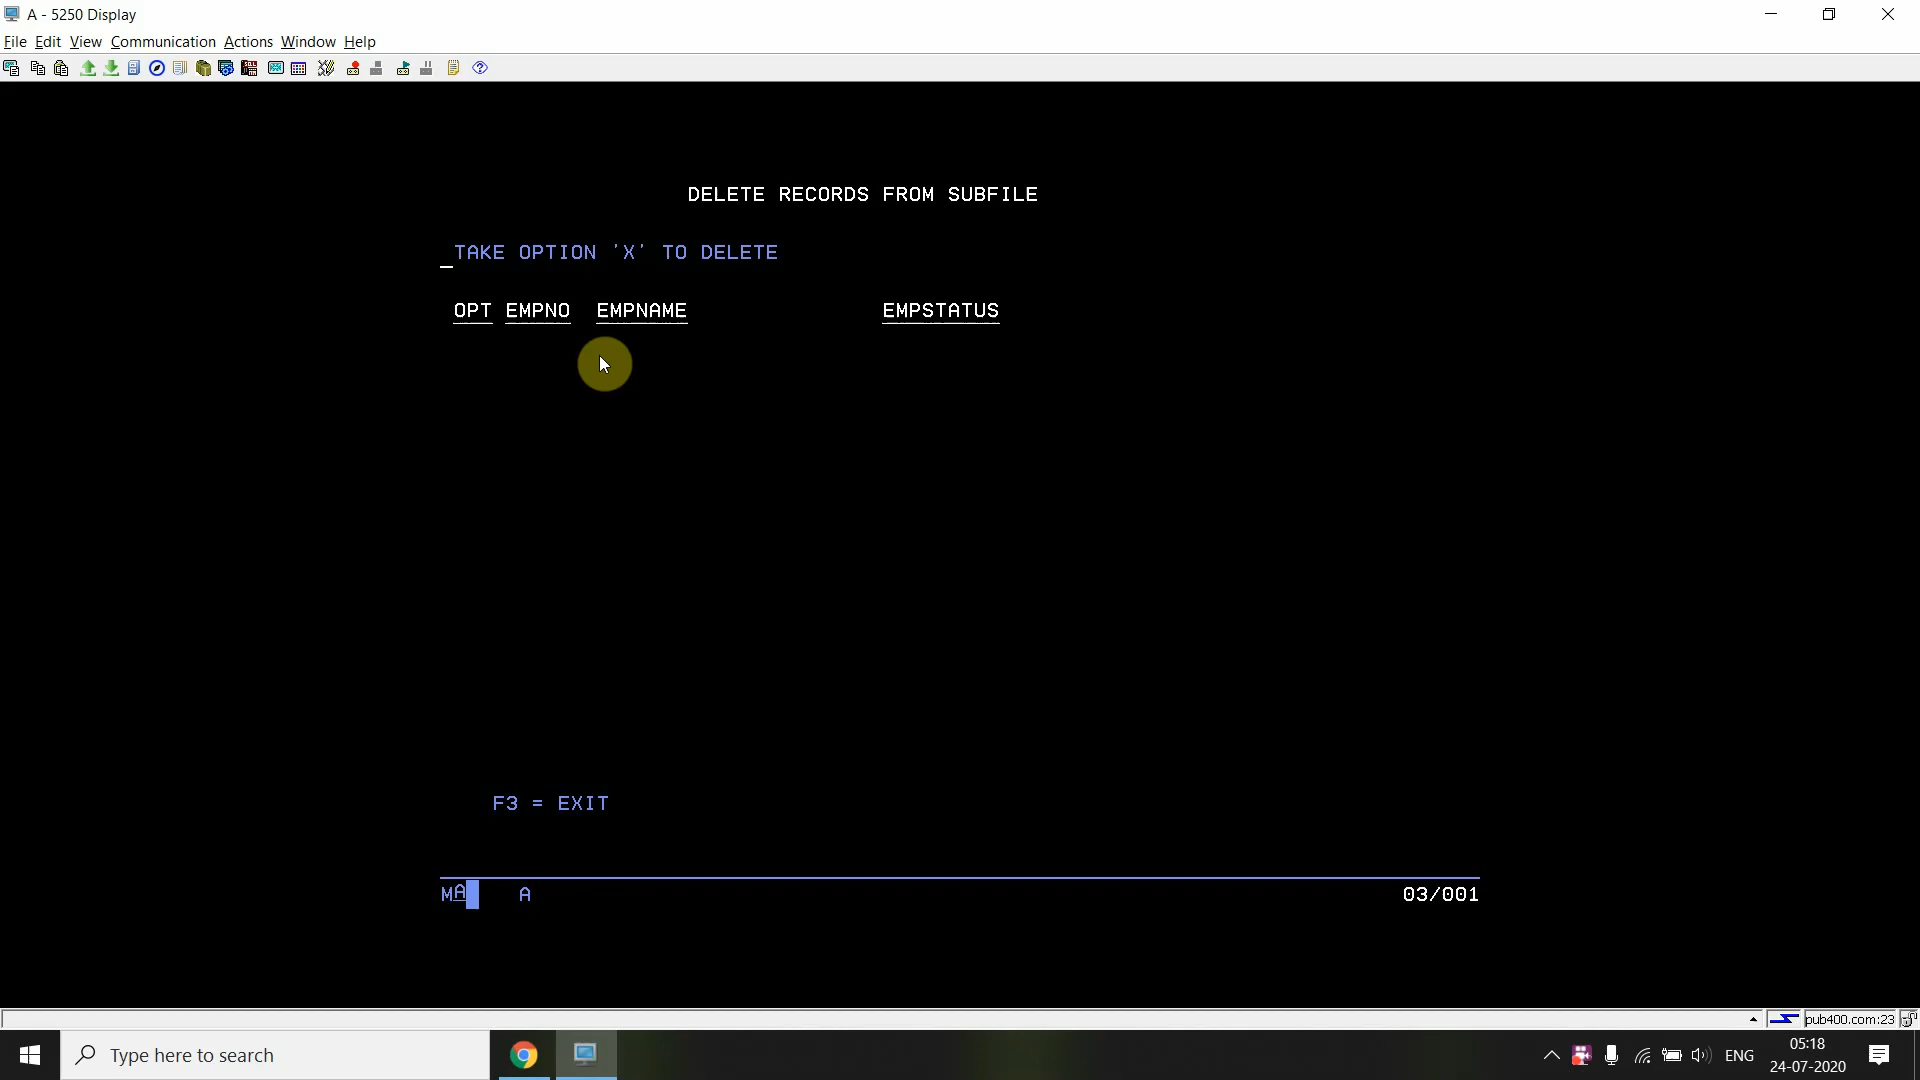 A - 5250 Display
File Edit View Communication Actions Window Help
DELETE RECORDS FROM SUBFILE
TAKE OPTION 'X' TO DELETE
OPT EMPNO EMPNAME EMPSTATUS
F3 = EXIT
MA A 03/001
pub400.com:23
Type here to search
ENG
05:18
24-07-2020